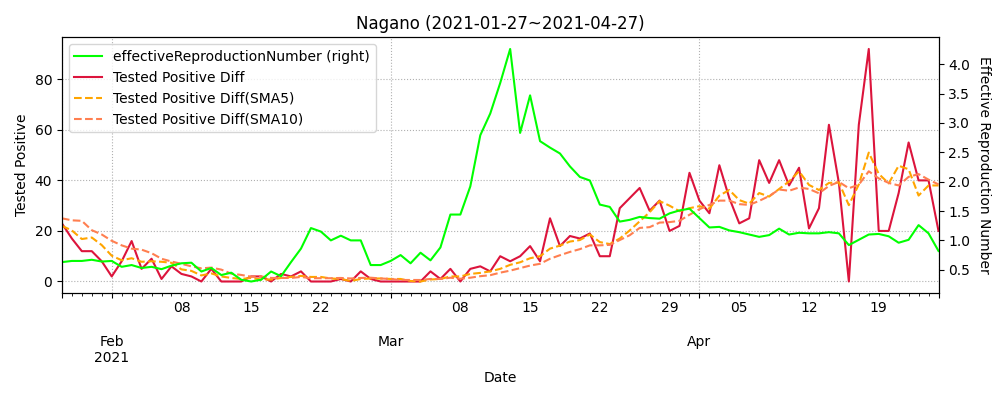 Nagano (2021-01-27~2021-04-27)
effectiveReproductionNumber (right)
Tested Positive Diff
Tested Positive Diff(SMA5)
Tested Positive Diff(SMA10)
Tested Positive
80
60
40
20
0
4.0
3.5
3.0
2.5
2.0
1.5
1.0
0.5
Effective Reproduction Number
08 15 22 08 15 22 29 05 12 19
Feb Mar Apr
2021
Date